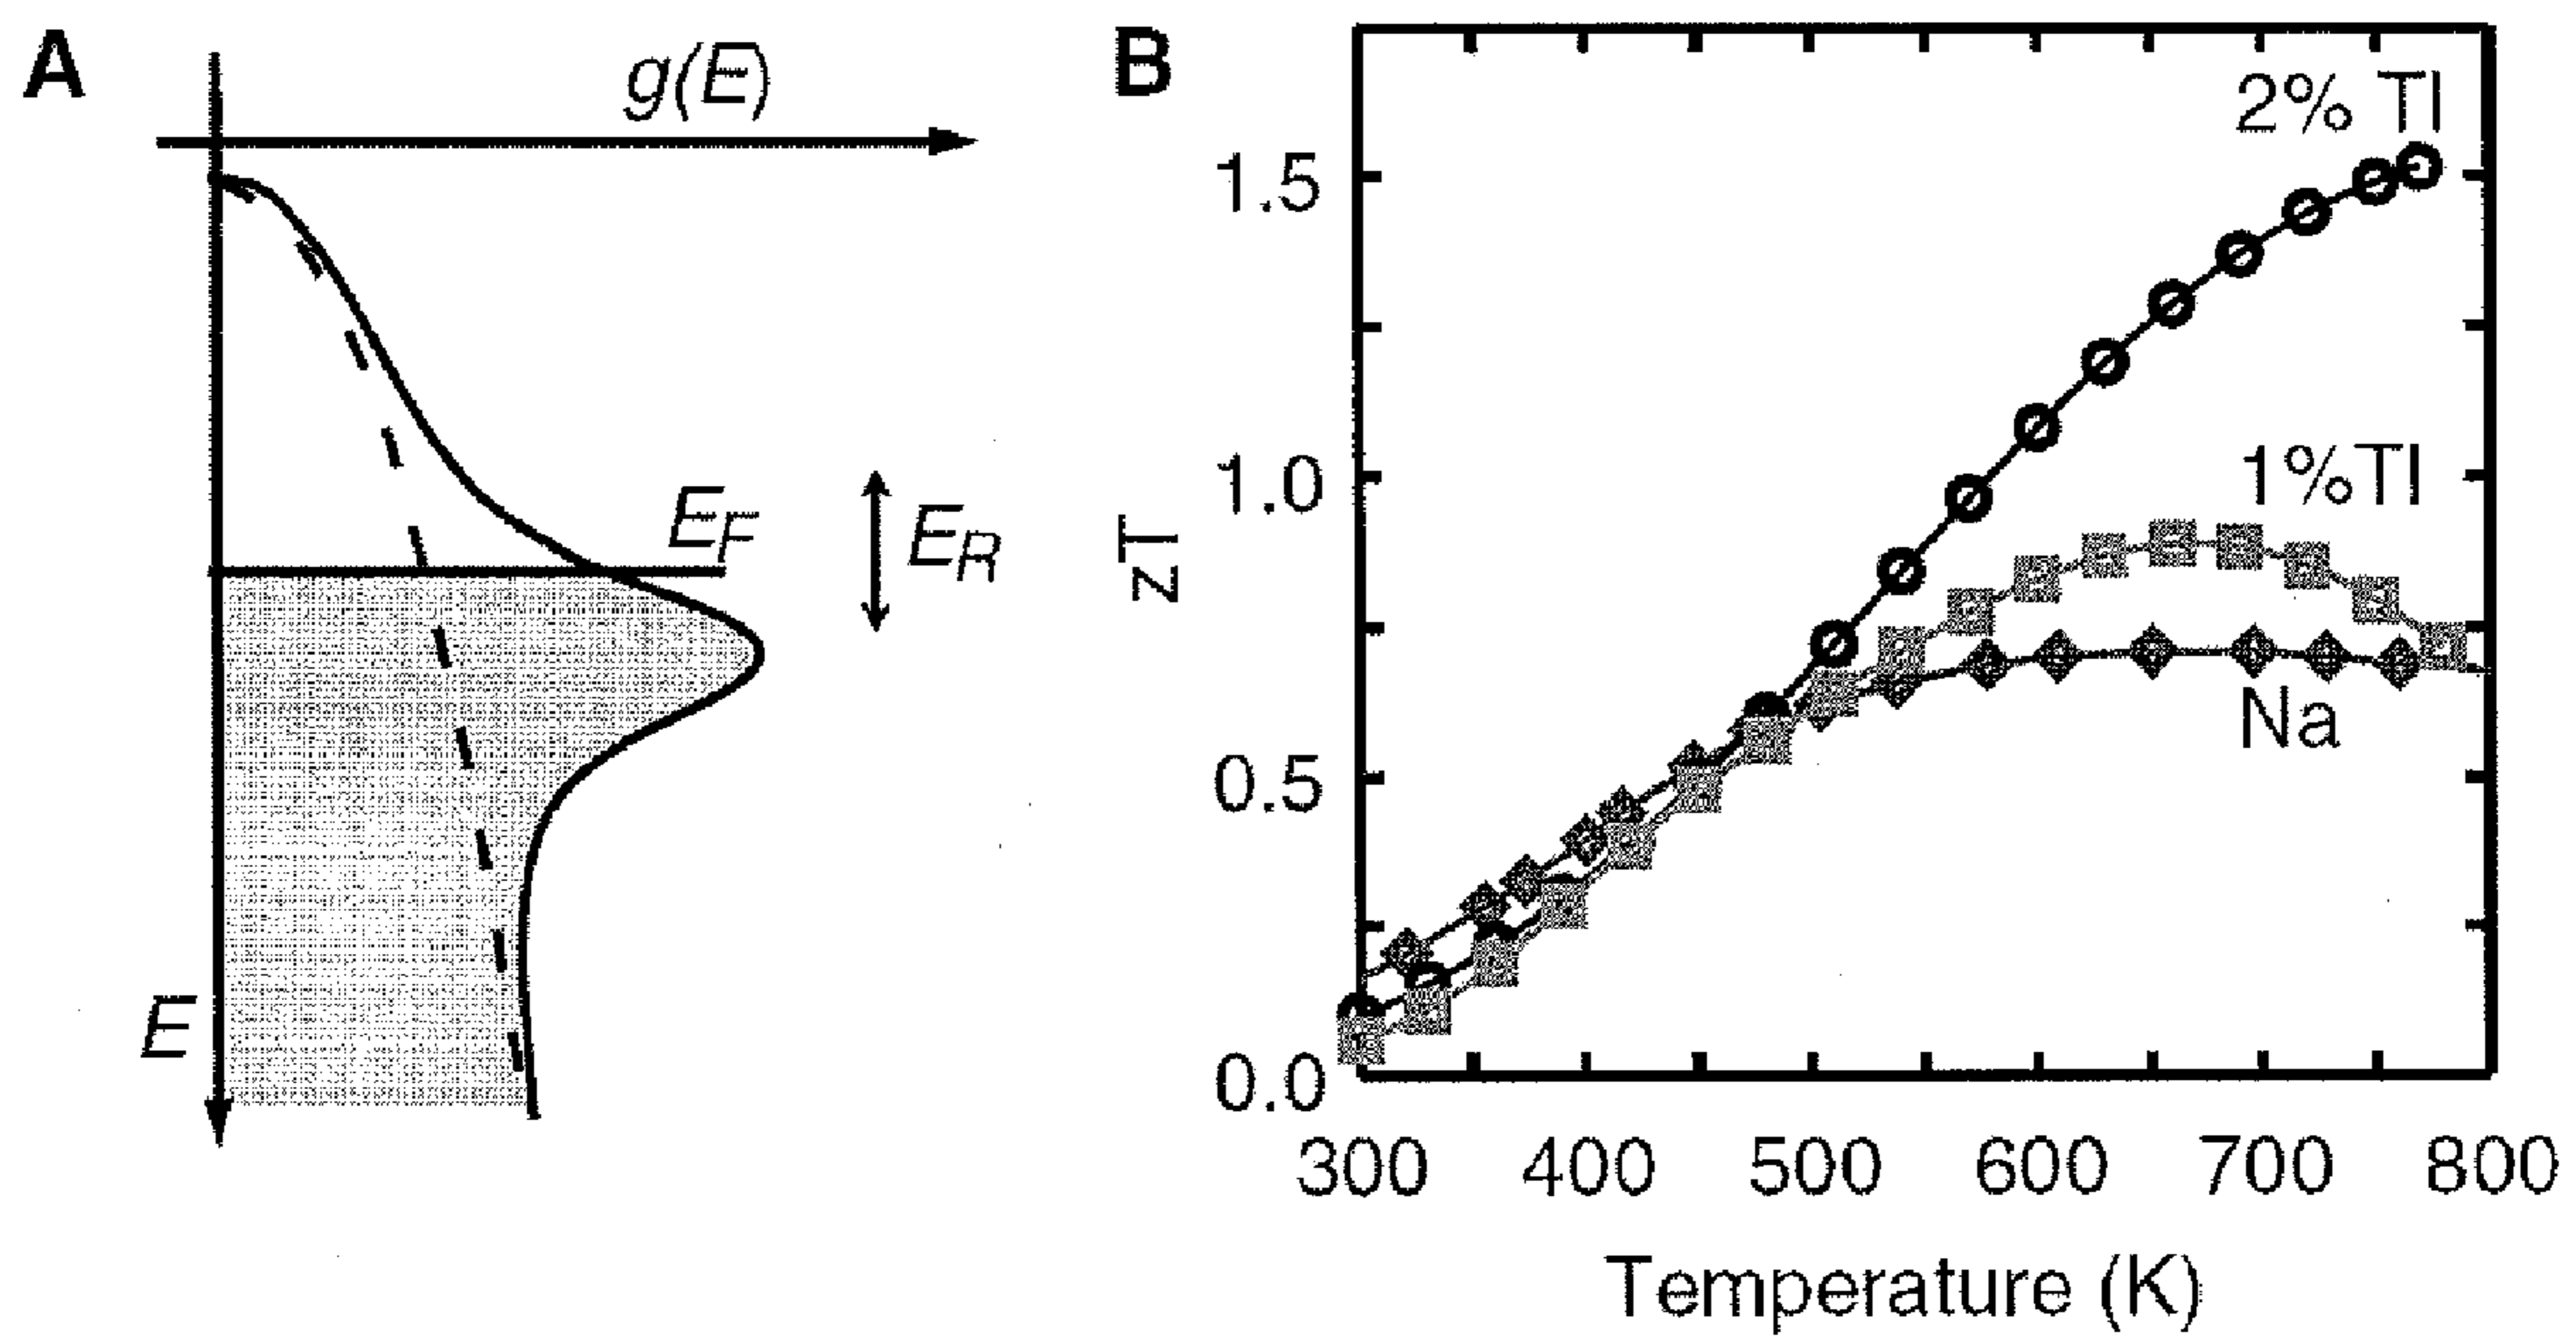 A
g(E)
E_F
E_R
E
B
2% Tl
1%Tl
Na
zT
1.5
1.0
0.5
0.0
300 400 500 600 700 800
Temperature (K)